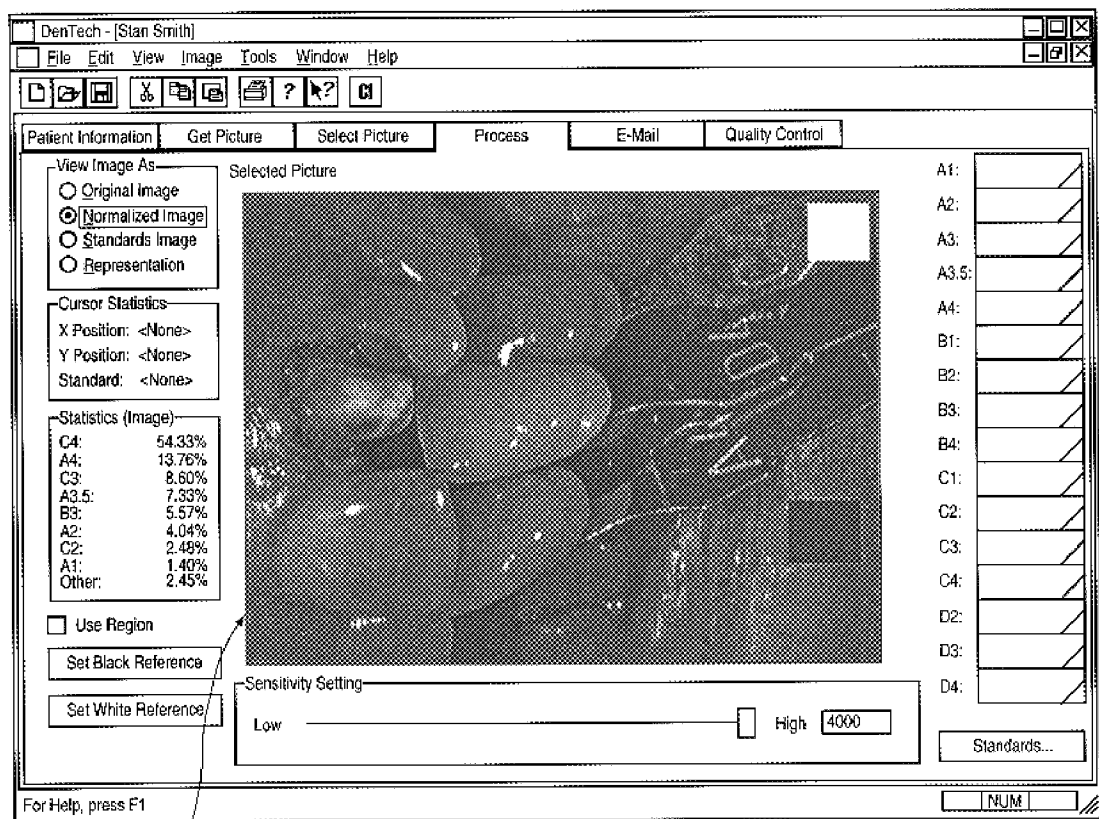 DenTech - [Stan Smith]
File Edit View Image Tools Window Help
? ?
Patient Information Get Picture Select Picture Process E-Mail Quality Control
View Image As
Original Image
Normalized Image
Standards Image
Representation
Cursor Statistics
X Position: <None>
Y Position: <None>
Standard: <None>
Statistics (Image)
C4: 54.33%
A4: 13.76%
C3: 8.60%
A3.5: 7.33%
B3: 5.57%
A2: 4.04%
C2: 2.48%
A1: 1.40%
Other: 2.45%
Use Region
Set Black Reference
Set White Reference
Selected Picture
Sensitivity Setting
Low High 4000
A1:
A2:
A3:
A3.5:
A4:
B1:
B2:
B3:
B4:
C1:
C2:
C3:
C4:
D2:
D3:
D4:
Standards...
For Help, press F1
NUM